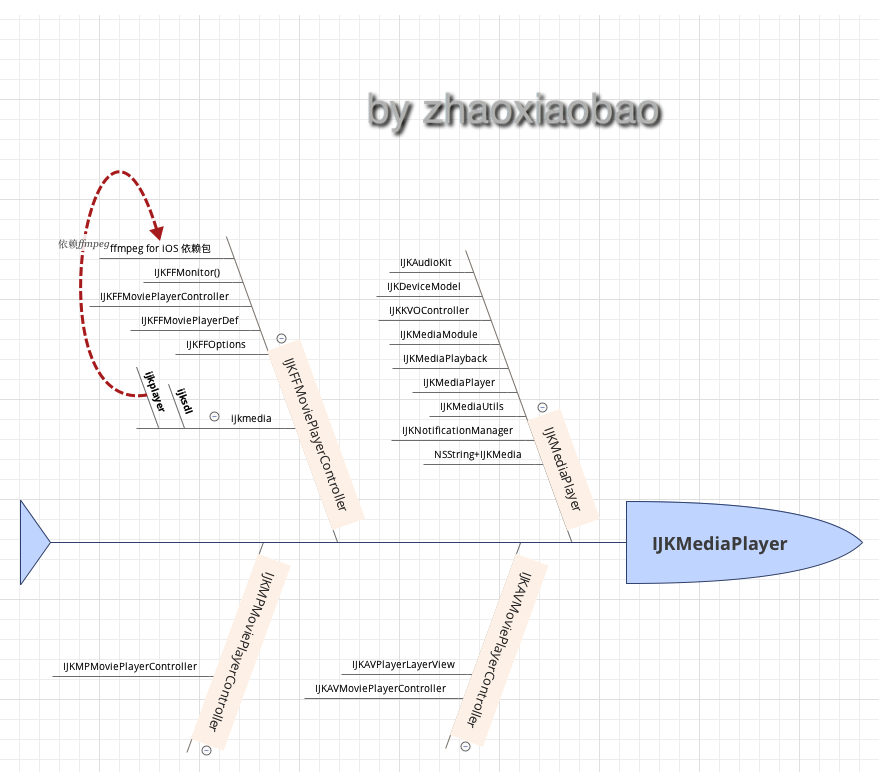 by zhaoxiaobao
依赖ffmpeg
ffmpeg for iOS 依赖包
IJKFFMonitor()
IJKFFMoviePlayerController
IJKFFMoviePlayerDef
IJKFFOptions
ijkplayer
ijksdl
ijkmedia
IJKFFMoviePlayerController
IJKAudioKit
IJKDeviceModel
IJKKVOController
IJKMediaModule
IJKMediaPlayback
IJKMediaPlayer
IJKMediaUtils
IJKNotificationManager
NSString+IJKMedia
IJKMediaPlayer
IJKMediaPlayer
IJKMPMoviePlayerController
IJKMPMoviePlayerController
IJKAVPlayerLayerView
IJKAVMoviePlayerController
IJKAVMoviePlayerController